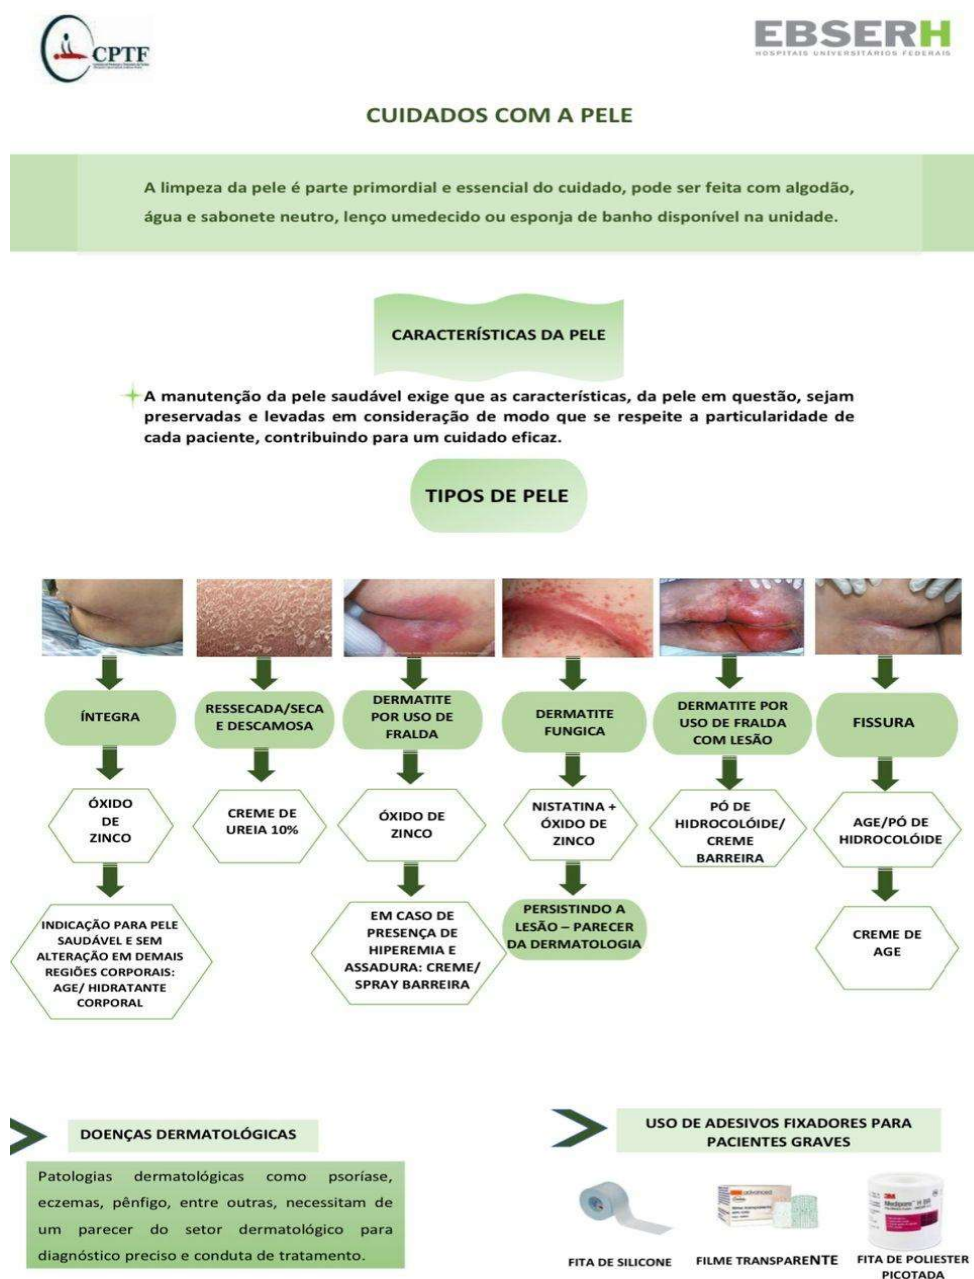 CPTF
EBSERH
HOSPITAIS UNIVERSITÁRIOS FEDERAIS
CUIDADOS COM A PELE
A limpeza da pele é parte primordial e essencial do cuidado, pode ser feita com algodão,
água e sabonete neutro, lenço umedecido ou esponja de banho disponível na unidade.
CARACTERÍSTICAS DA PELE
A manutenção da pele saudável exige que as características, da pele em questão, sejam
preservadas e levadas em consideração de modo que se respeite a particularidade de
cada paciente, contribuindo para um cuidado eficaz.
TIPOS DE PELE
ÍNTEGRA
ÓXIDO
DE
ZINCO
INDICAÇÃO PARA PELE
SAUDÁVEL E SEM
ALTERAÇÃO EM DEMAIS
REGIÕES CORPORAIS:
AGE/ HIDRATANTE
CORPORAL
RESSECADA/SECA
E DESCAMOSA
CREME DE
UREIA 10%
DERMATITE
POR USO DE
FRALDA
ÓXIDO DE
ZINCO
EM CASO DE
PRESENÇA DE
HIPEREMIA E
ASSADURA: CREME/
SPRAY BARREIRA
DERMATITE
FUNGICA
NISTATINA +
ÓXIDO DE
ZINCO
PERSISTINDO A
LESÃO – PARECER
DA DERMATOLOGIA
DERMATITE POR
USO DE FRALDA
COM LESÃO
PÓ DE
HIDROCOLÓIDE/
CREME
BARREIRA
FISSURA
AGE/PÓ DE
HIDROCOLÓIDE
CREME DE
AGE
DOENÇAS DERMATOLÓGICAS
Patologias dermatológicas como psoríase,
eczemas, pênfigo, entre outras, necessitam de
um parecer do setor dermatológico para
diagnóstico preciso e conduta de tratamento.
USO DE ADESIVOS FIXADORES PARA
PACIENTES GRAVES
FITA DE SILICONE
advanced
FILME TRANSPARENTE
3M
Medipore H
FITA DE POLIESTER
PICOTADA